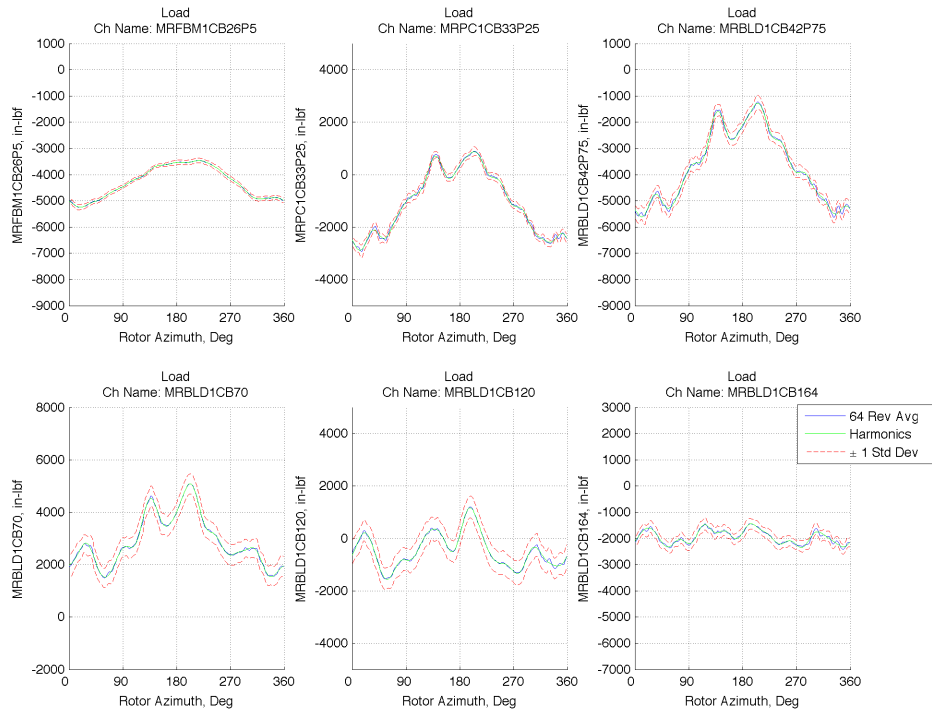 Load
Ch Name: MRFBM1CB26P5
1000
0
-1000
-2000
-3000
-4000
-5000
-6000
-7000
-8000
-9000
MRFBM1CB26P5, in-lbf
0 90 180 270 360
Rotor Azimuth, Deg
Load
Ch Name: MRPC1CB33P25
4000
2000
0
-2000
-4000
MRPC1CB33P25, in-lbf
0 90 180 270 360
Rotor Azimuth, Deg
Load
Ch Name: MRBLD1CB42P75
1000
0
-1000
-2000
-3000
-4000
-5000
-6000
-7000
-8000
-9000
MRBLD1CB42P75, in-lbf
0 90 180 270 360
Rotor Azimuth, Deg
Load
Ch Name: MRBLD1CB70
8000
6000
4000
2000
0
-2000
MRBLD1CB70, in-lbf
0 90 180 270 360
Rotor Azimuth, Deg
Load
Ch Name: MRBLD1CB120
4000
2000
0
-2000
-4000
MRBLD1CB120, in-lbf
0 90 180 270 360
Rotor Azimuth, Deg
Load
Ch Name: MRBLD1CB164
3000
2000
1000
0
-1000
-2000
-3000
-4000
-5000
-6000
-7000
MRBLD1CB164, in-lbf
0 90 180 270 360
Rotor Azimuth, Deg
64 Rev Avg
Harmonics
± 1 Std Dev